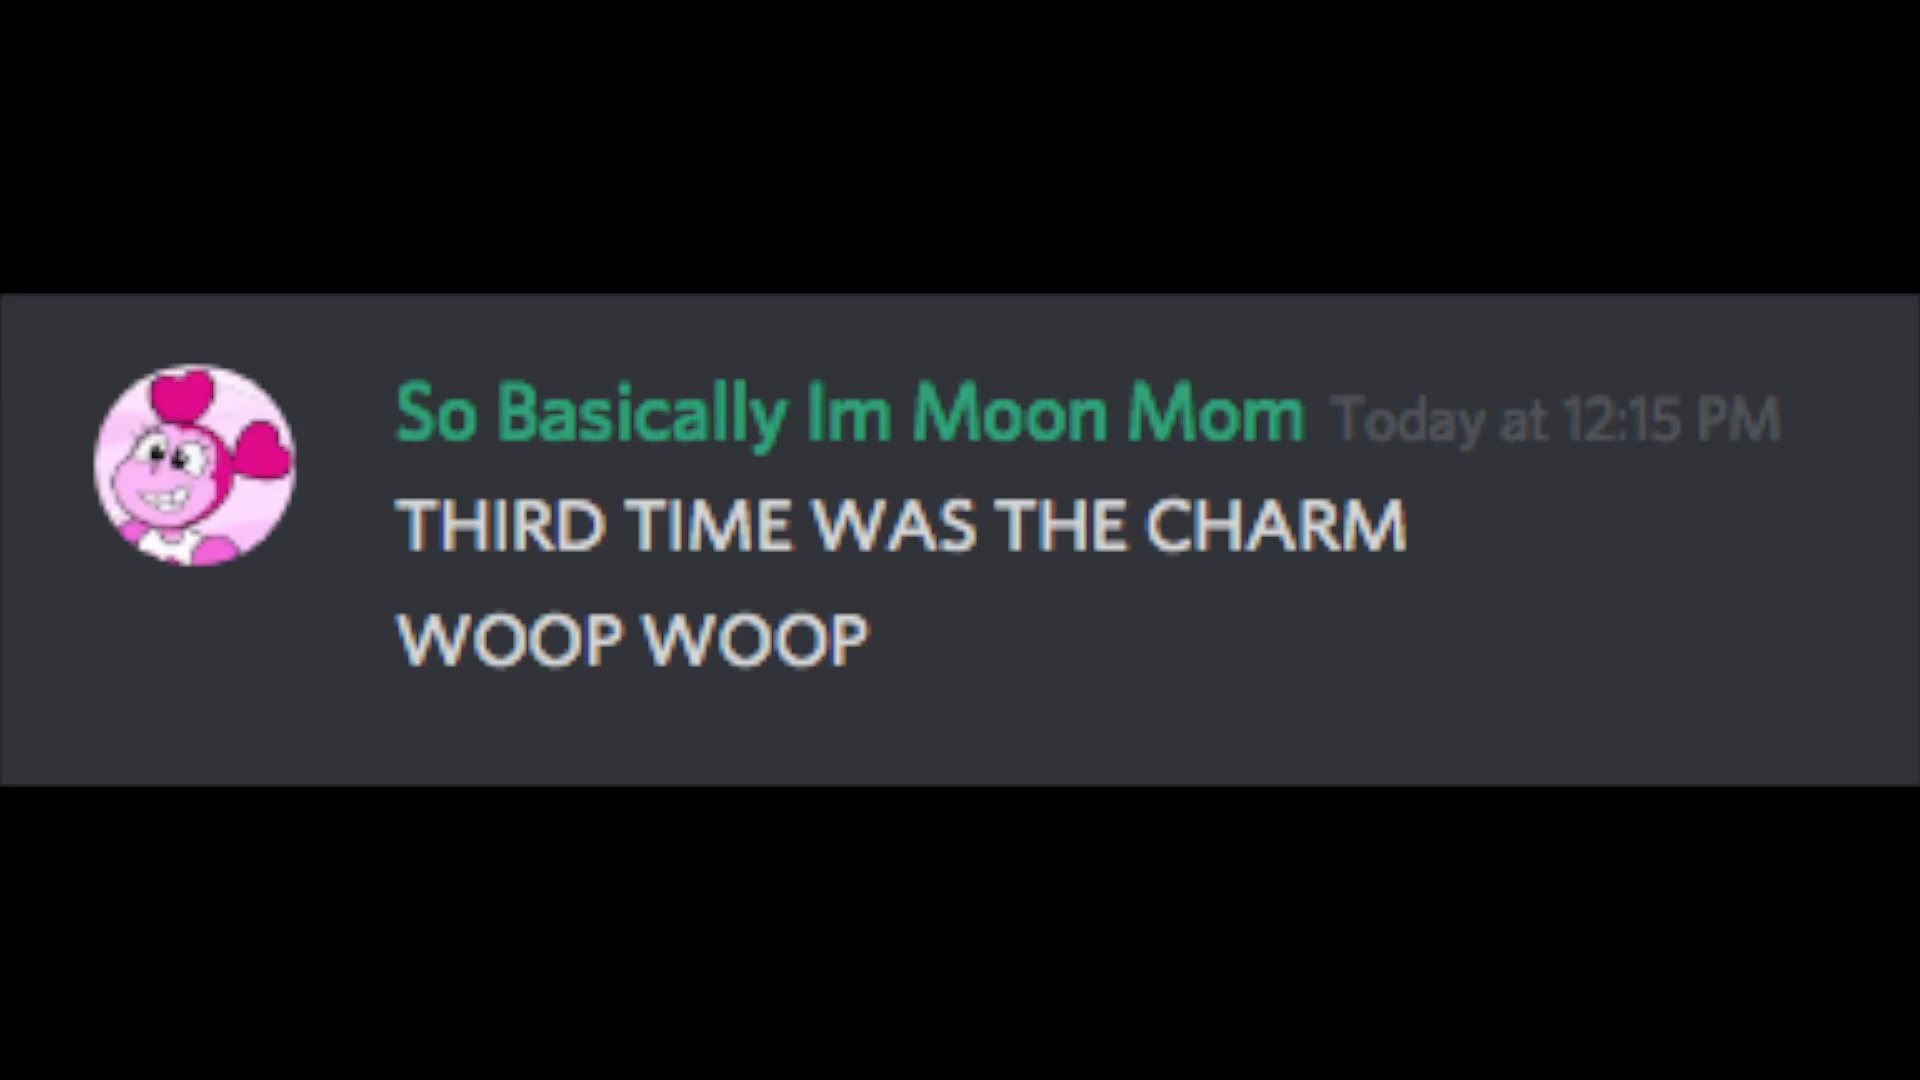 So Basically Im Moon Mom Today at 12:15 PM
THIRD TIME WAS THE CHARM
WOOP WOOP